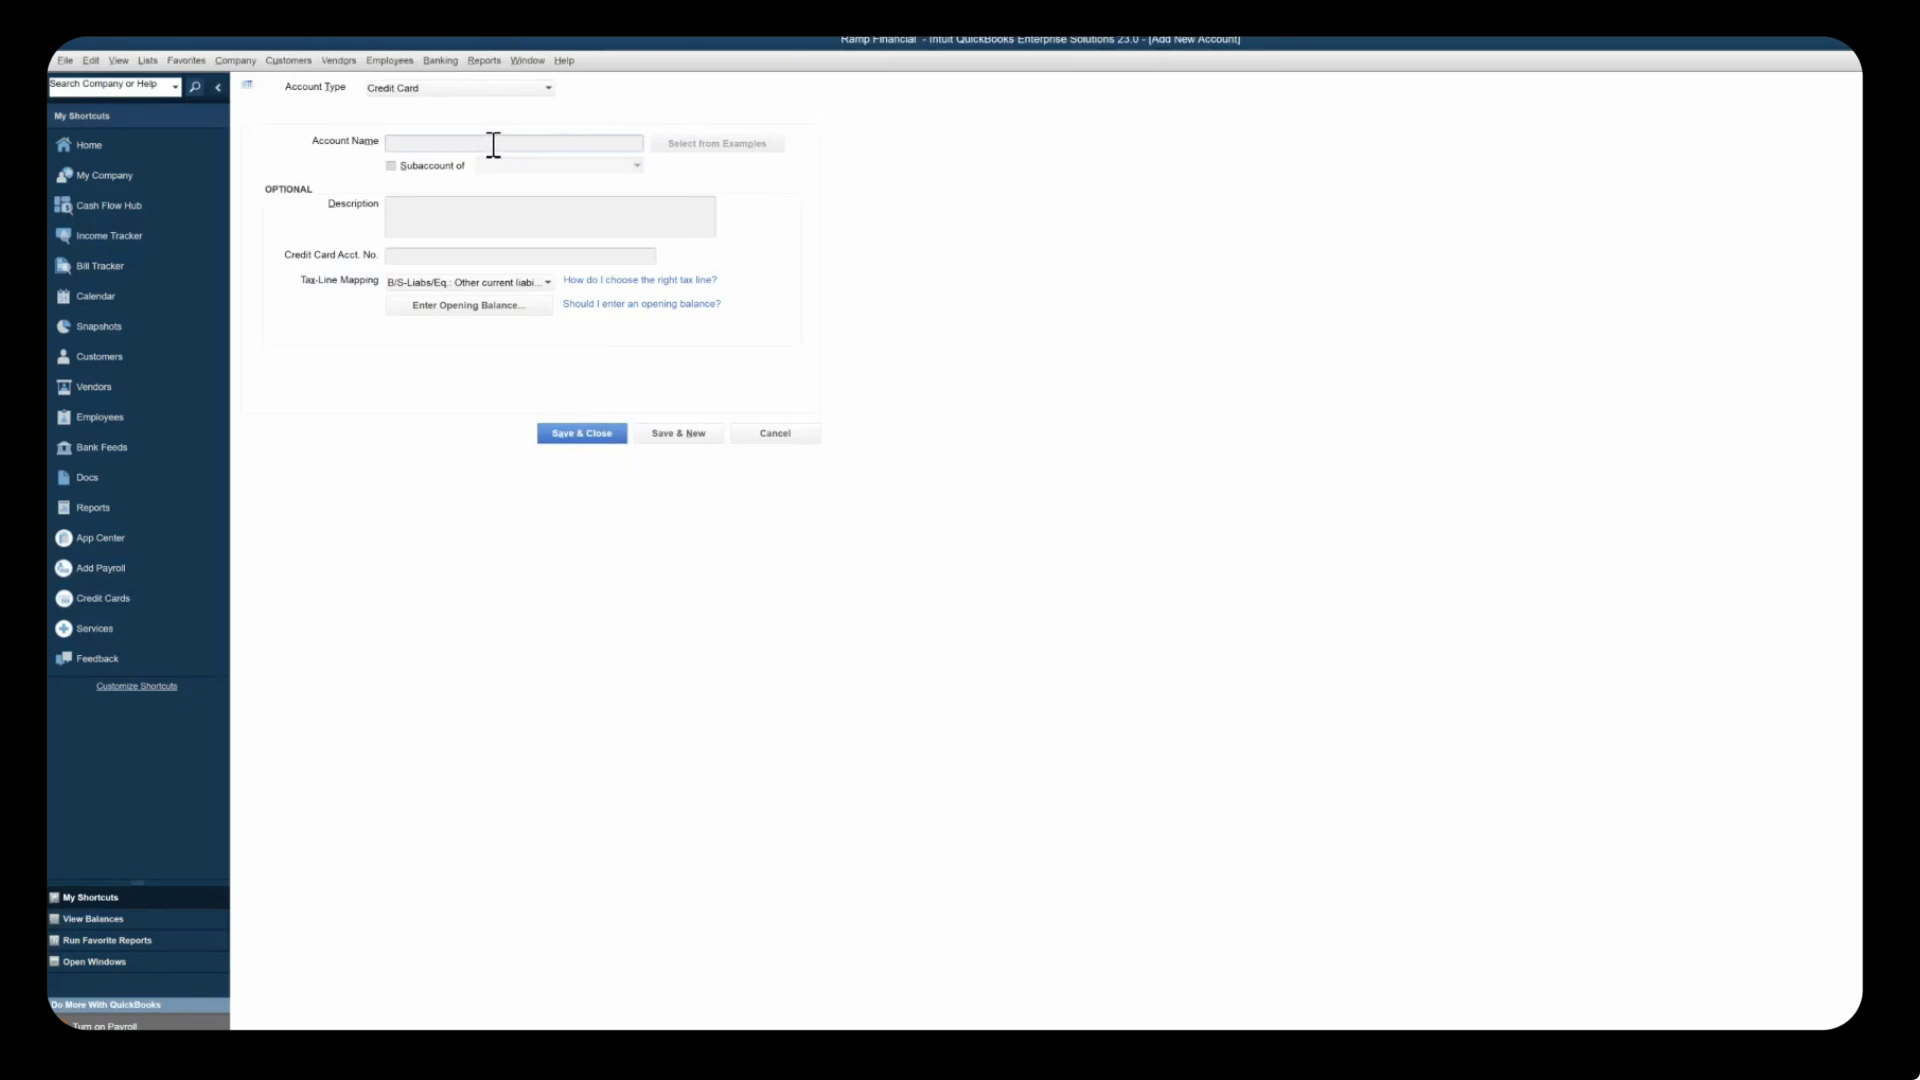 Ramp Financial - Intuit QuickBooks Enterprise Solutions 23.0 - [Add New Account]
File Edit View Lists Favorites Company Customers Vendors Employees Banking Reports Window Help
Search Company or Help
My Shortcuts
Home
My Company
Cash Flow Hub
Income Tracker
Bill Tracker
Calendar
Snapshots
Customers
Vendors
Employees
Bank Feeds
Docs
Reports
App Center
Add Payroll
Credit Cards
Services
Feedback
Customize Shortcuts
My Shortcuts
View Balances
Run Favorite Reports
Open Windows
Do More With QuickBooks
Turn on Payroll
Account Type Credit Card
Account Name Select from Examples
Subaccount of
OPTIONAL
Description
Credit Card Acct. No.
Tax-Line Mapping B/S-Liabs/Eq.: Other current liabi... How do I choose the right tax line?
Enter Opening Balance... Should I enter an opening balance?
Save & Close Save & New Cancel